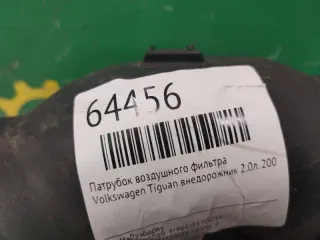 64456
Патрубок воздушного фильтра
Volkswagen Tiguan внедорожник 2.0л. 200